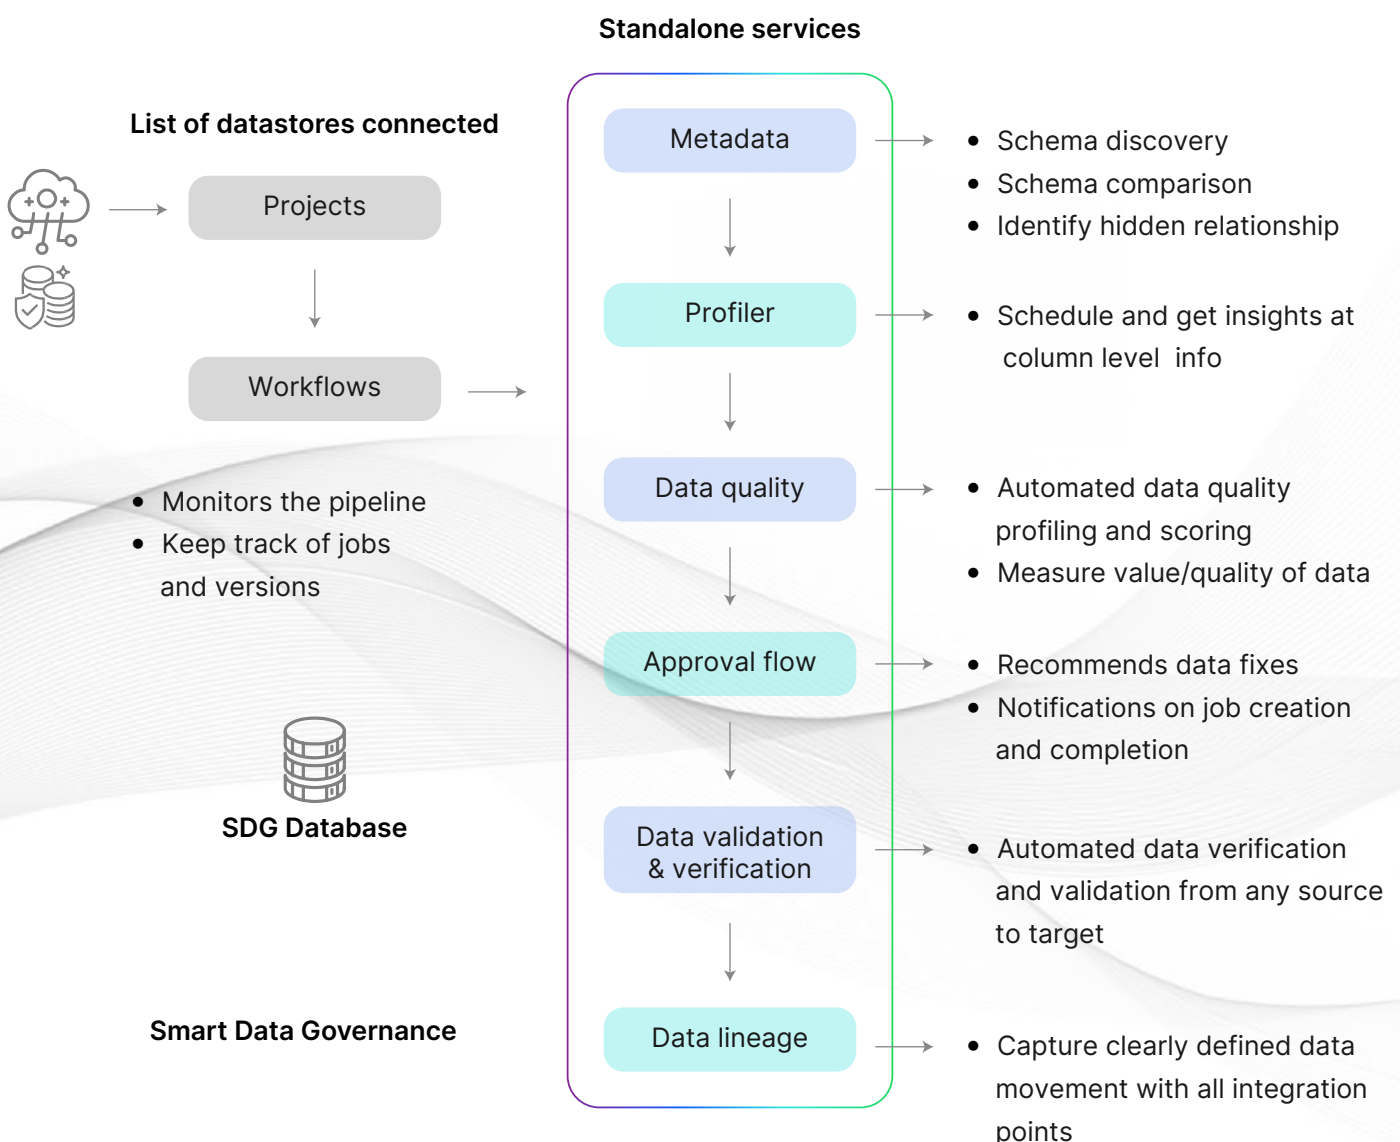 Standalone services
List of datastores connected
Projects
Workflows
• Monitors the pipeline
• Keep track of jobs
and versions
SDG Database
Smart Data Governance
Metadata
• Schema discovery
• Schema comparison
• Identify hidden relationship
Profiler
• Schedule and get insights at
column level info
Data quality
• Automated data quality
profiling and scoring
• Measure value/quality of data
Approval flow
• Recommends data fixes
• Notifications on job creation
and completion
Data validation
& verification
• Automated data verification
and validation from any source
to target
Data lineage
• Capture clearly defined data
movement with all integration
points